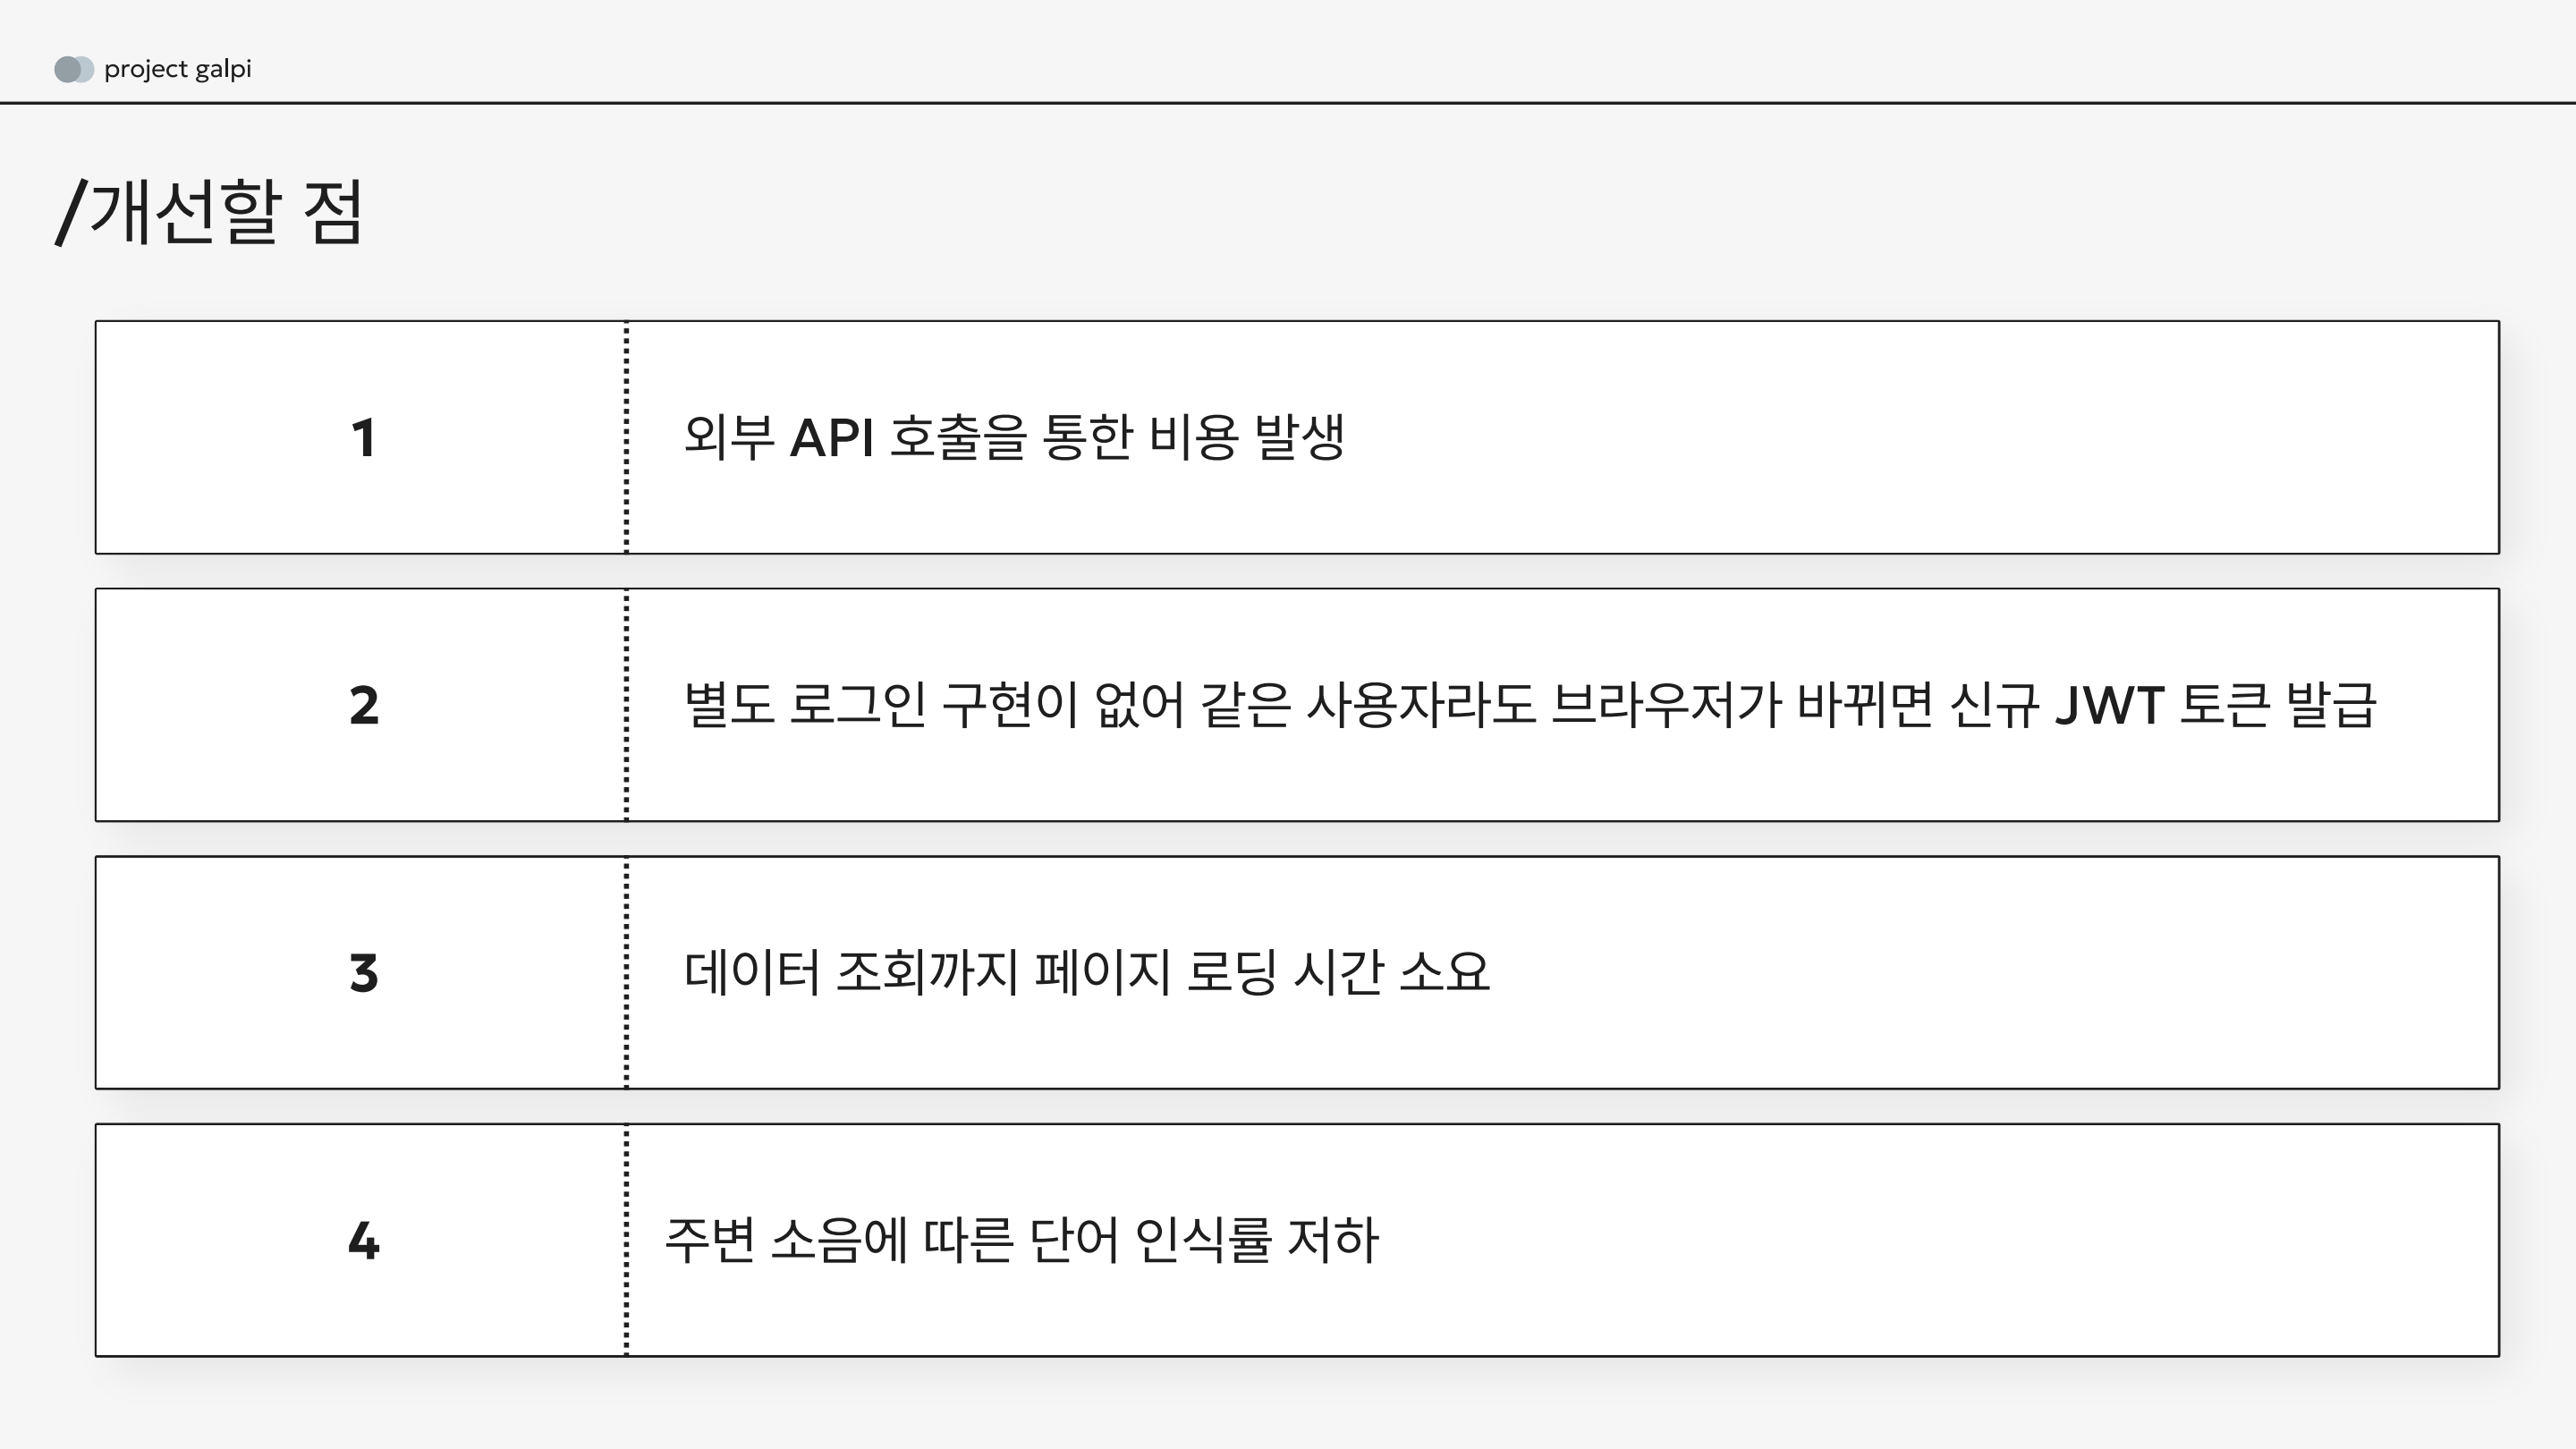 project galpi
/개선할 점
1
외부 API 호출을 통한 비용 발생
2
별도 로그인 구현이 없어 같은 사용자라도 브라우저가 바뀌면 신규 JWT 토큰 발급
3
데이터 조회까지 페이지 로딩 시간 소요
4
주변 소음에 따른 단어 인식률 저하